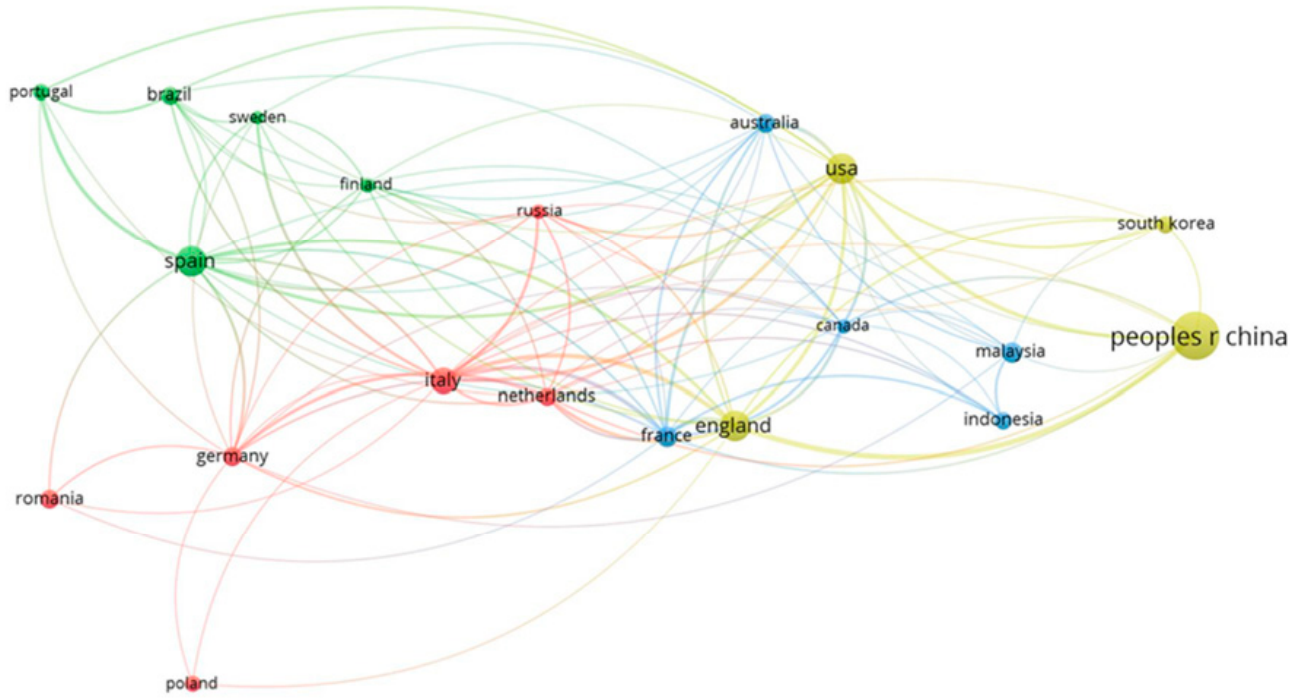 portugal
brazil
sweden
australia
usa
finland
russia
south korea
spain
canada
peoples r china
malaysia
italy
netherlands
indonesia
france
england
germany
romania
poland